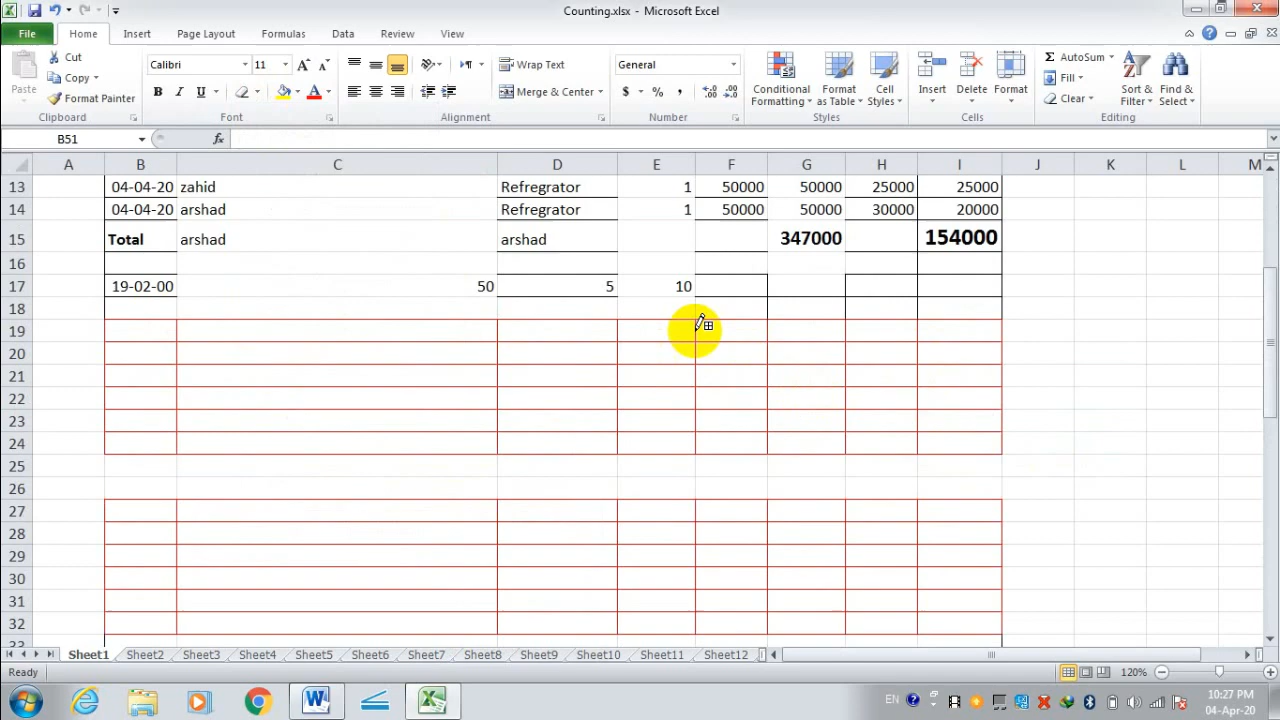 Counting.xlsx - Microsoft Excel
File Home Insert Page Layout Formulas Data Review View
Cut
Copy
Format Painter
Paste
Clipboard
Calibri 11
B I U
Font
Wrap Text
Merge & Center
Alignment
General
$ % ,
Number
Conditional Formatting
Format as Table
Cell Styles
Styles
Insert Delete Format
Cells
AutoSum
Fill
Clear
Sort & Filter
Find & Select
Editing
B51 fx
A B C D E F G H I J K L M
13 04-04-20 zahid Refregrator 1 50000 50000 25000 25000
14 04-04-20 arshad Refregrator 1 50000 50000 30000 20000
15 Total arshad arshad 347000 154000
16
17 19-02-00 50 5 10
18
19
20
21
22
23
24
25
26
27
28
29
30
31
32
33
Sheet1 Sheet2 Sheet3 Sheet4 Sheet5 Sheet6 Sheet7 Sheet8 Sheet9 Sheet10 Sheet11 Sheet12
Ready 120%
EN 10:27 PM
04-Apr-20